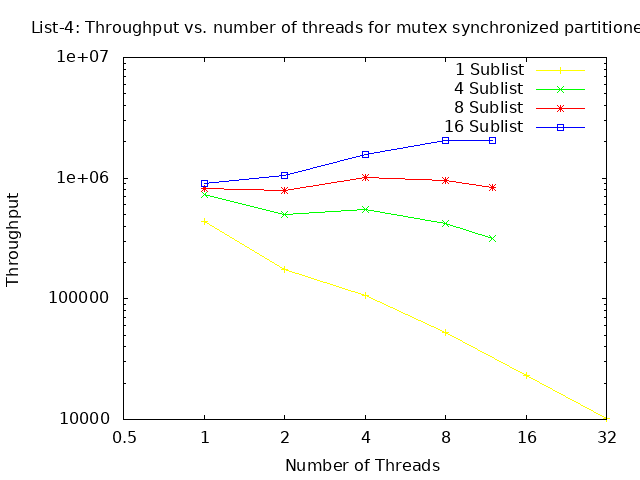 List-4: Throughput vs. number of threads for mutex synchronized partitione
1e+07
1 Sublist
4 Sublist
8 Sublist
16 Sublist
1e+06
Throughput
100000
10000
0.5 1 2 4 8 16 32
Number of Threads